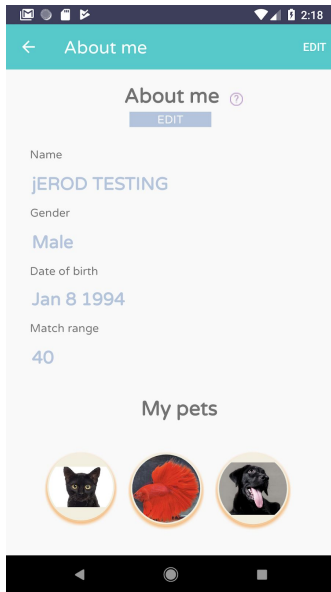 2:18
About me
EDIT
About me ?
EDIT
Name
jEROD TESTING
Gender
Male
Date of birth
Jan 8 1994
Match range
40
My pets